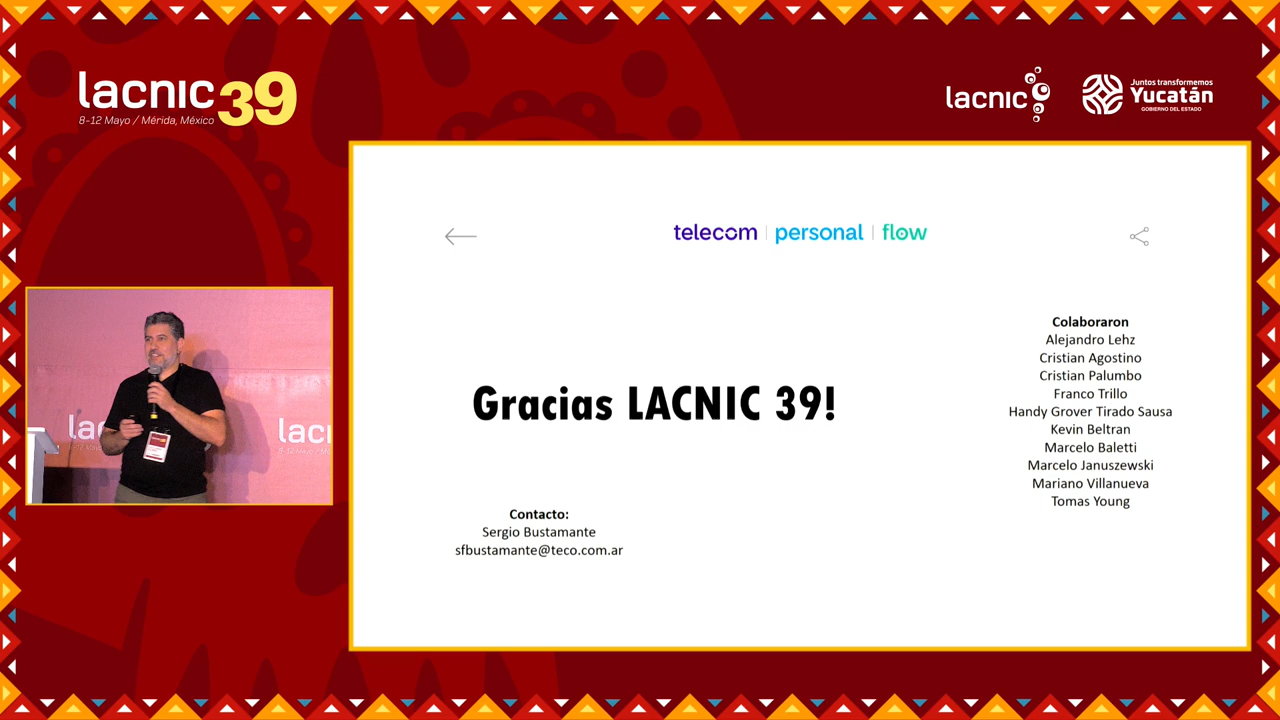 lacnic 39
8-12 Mayo / Mérida, México
lacnic
Juntos transformemos
Yucatán
GOBIERNO DEL ESTADO
telecom | personal | flow
Colaboraron
Alejandro Lehz
Cristian Agostino
Cristian Palumbo
Franco Trillo
Handy Grover Tirado Sausa
Kevin Beltran
Marcelo Baletti
Marcelo Januszewski
Mariano Villanueva
Tomas Young
Gracias LACNIC 39!
Contacto:
Sergio Bustamante
sfbustamante@teco.com.ar